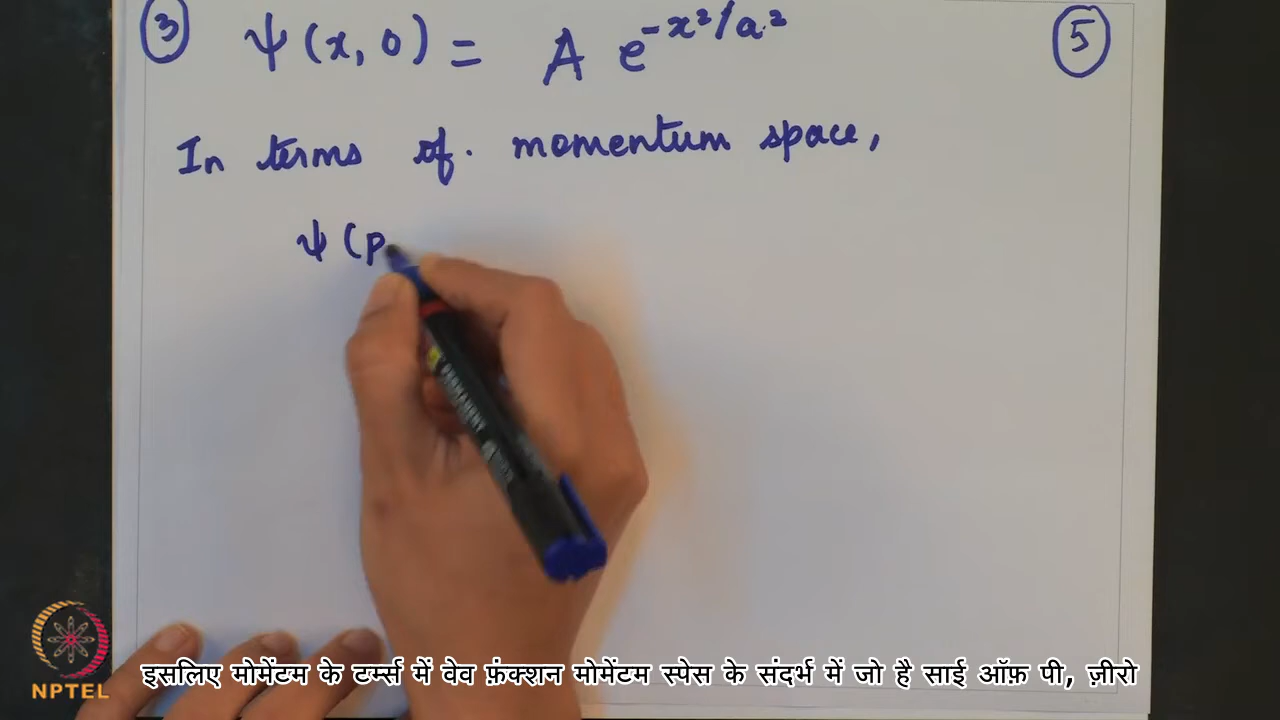 ③ ψ(x, 0) = A e^{-x²/a²} ⑤
In terms of. momentum space,
ψ (p
इसलिए मोमेंटम के टर्म्स में वेव फ़ंक्शन मोमेंटम स्पेस के संदर्भ में जो है साई ऑफ़ पी, ज़ीरो
NPTEL